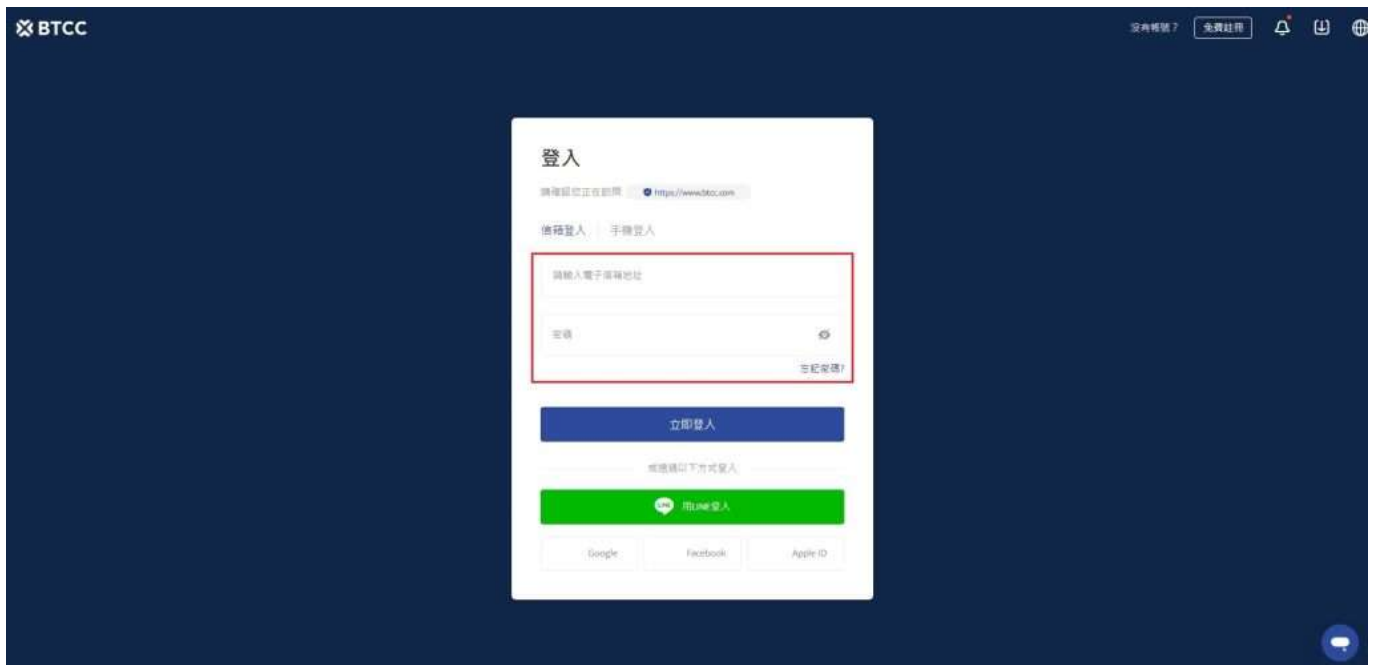 BTCC
沒有帳號？ 免費註冊
登入
請確認您正在訪問 https://www.btcc.com
信箱登入 手機登入
請輸入電子信箱地址
密碼
忘記密碼?
立即登入
或透過以下方式登入
LINE 用LINE登入
Google Facebook Apple ID